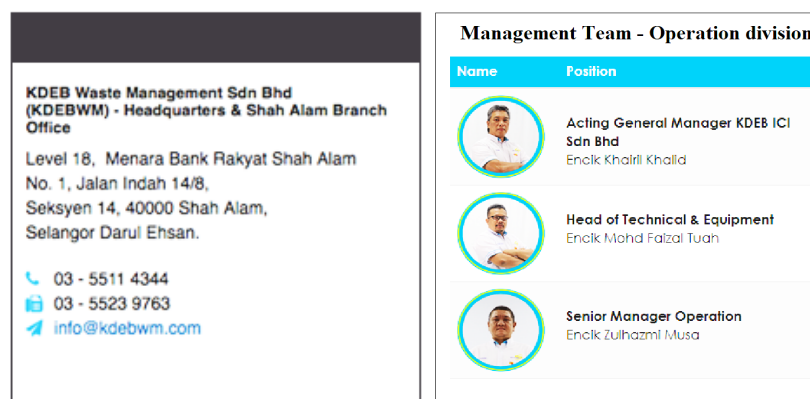 KDEB Waste Management Sdn Bhd
(KDEBWM) - Headquarters & Shah Alam Branch
Office
Level 18, Menara Bank Rakyat Shah Alam
No. 1, Jalan Indah 14/8,
Seksyen 14, 40000 Shah Alam,
Selangor Darul Ehsan.
03 - 5511 4344
03 - 5523 9763
info@kdebwm.com
Management Team - Operation division
Name Position
Acting General Manager KDEB ICI
Sdn Bhd
Encik Khairil Khalid
Head of Technical & Equipment
Encik Mohd Faizal Tuah
Senior Manager Operation
Encik Zulhazmi Musa